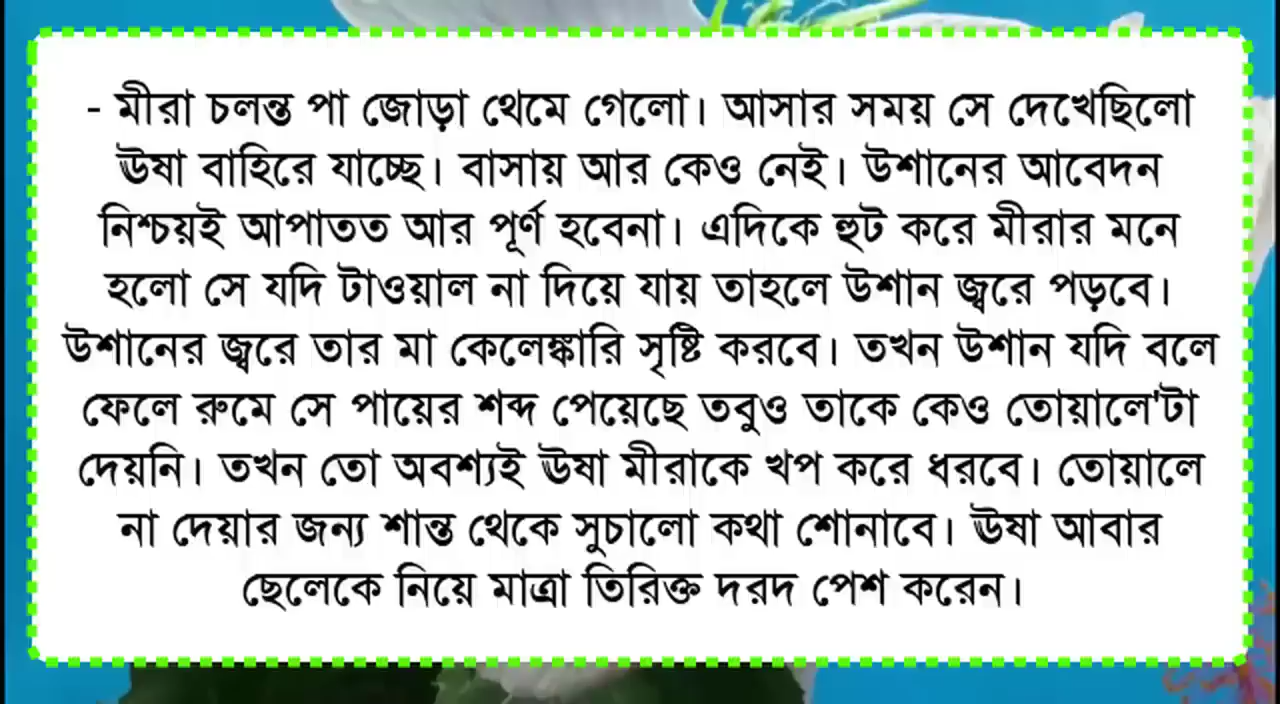 - মীরা চলন্ত পা জোড়া থেমে গেলো। আসার সময় সে দেখেছিলো
ঊষা বাহিরে যাচ্ছে। বাসায় আর কেও নেই। উশানের আবেদন
নিশ্চয়ই আপাতত আর পূর্ণ হবেনা। এদিকে হুট করে মীরার মনে
হলো সে যদি টাওয়াল না দিয়ে যায় তাহলে উশান জ্বরে পড়বে।
উশানের জ্বরে তার মা কেলেঙ্কারি সৃষ্টি করবে। তখন উশান যদি বলে
ফেলে রুমে সে পায়ের শব্দ পেয়েছে তবুও তাকে কেও তোয়ালে'টা
দেয়নি। তখন তো অবশ্যই ঊষা মীরাকে খপ করে ধরবে। তোয়ালে
না দেয়ার জন্য শান্ত থেকে সুচালো কথা শোনাবে। ঊষা আবার
ছেলেকে নিয়ে মাত্রা তিরিক্ত দরদ পেশ করেন।